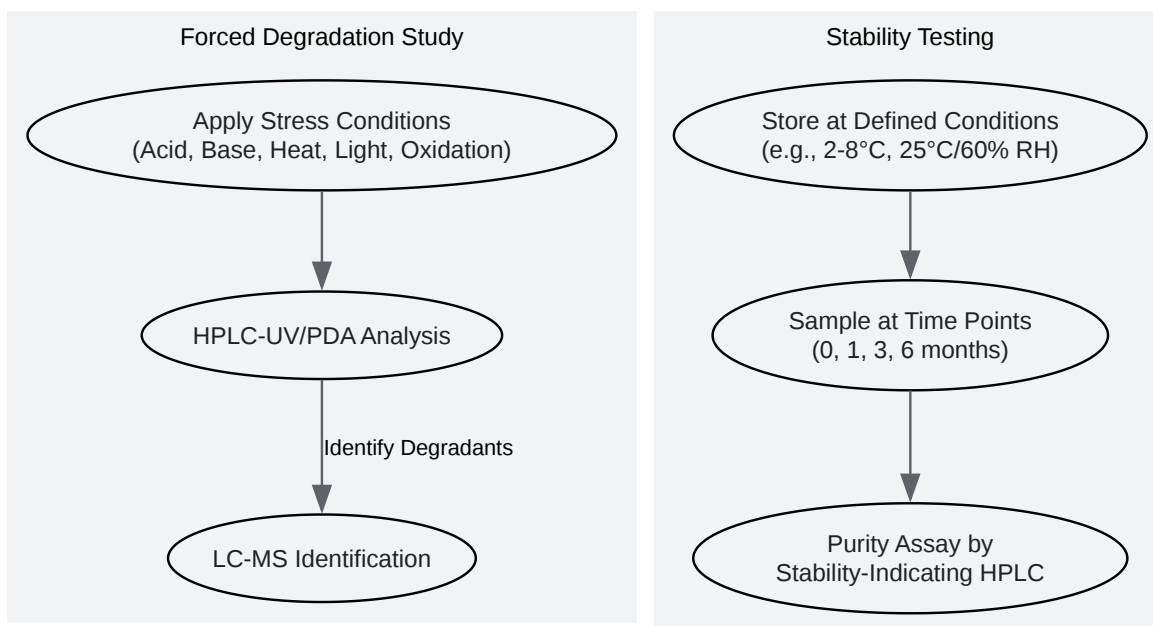 Forced Degradation Study
Apply Stress Conditions
(Acid, Base, Heat, Light, Oxidation)
HPLC-UV/PDA Analysis
Identify Degradants
LC-MS Identification
Stability Testing
Store at Defined Conditions
(e.g., 2-8°C, 25°C/60% RH)
Sample at Time Points
(0, 1, 3, 6 months)
Purity Assay by
Stability-Indicating HPLC